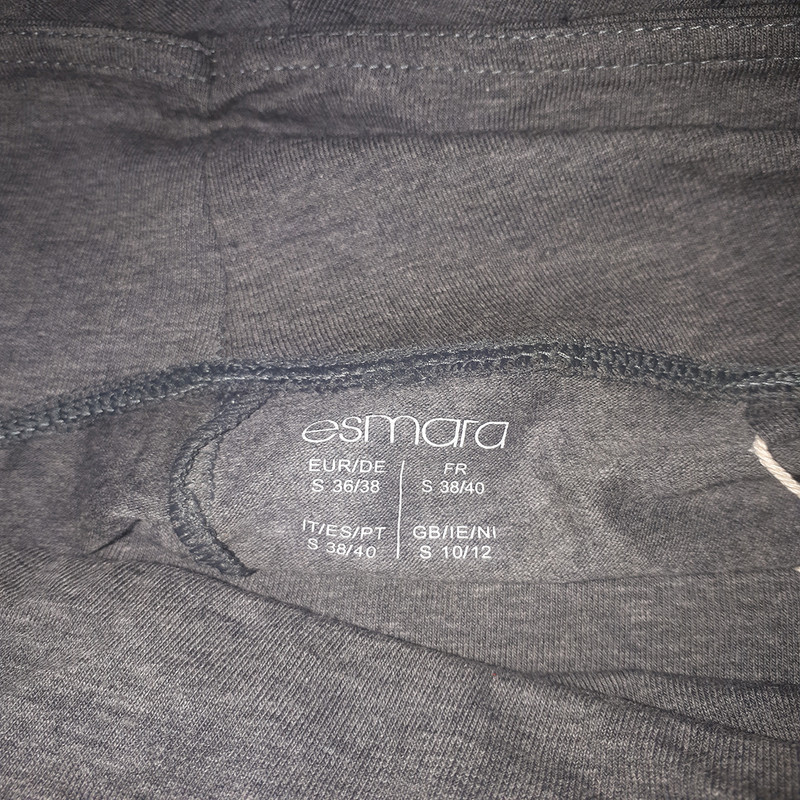 esmara
EUR/DE
S 36/38
FR
S 38/40
IT/ES/PT
S 38/40
GB/IE/NI
S 10/12